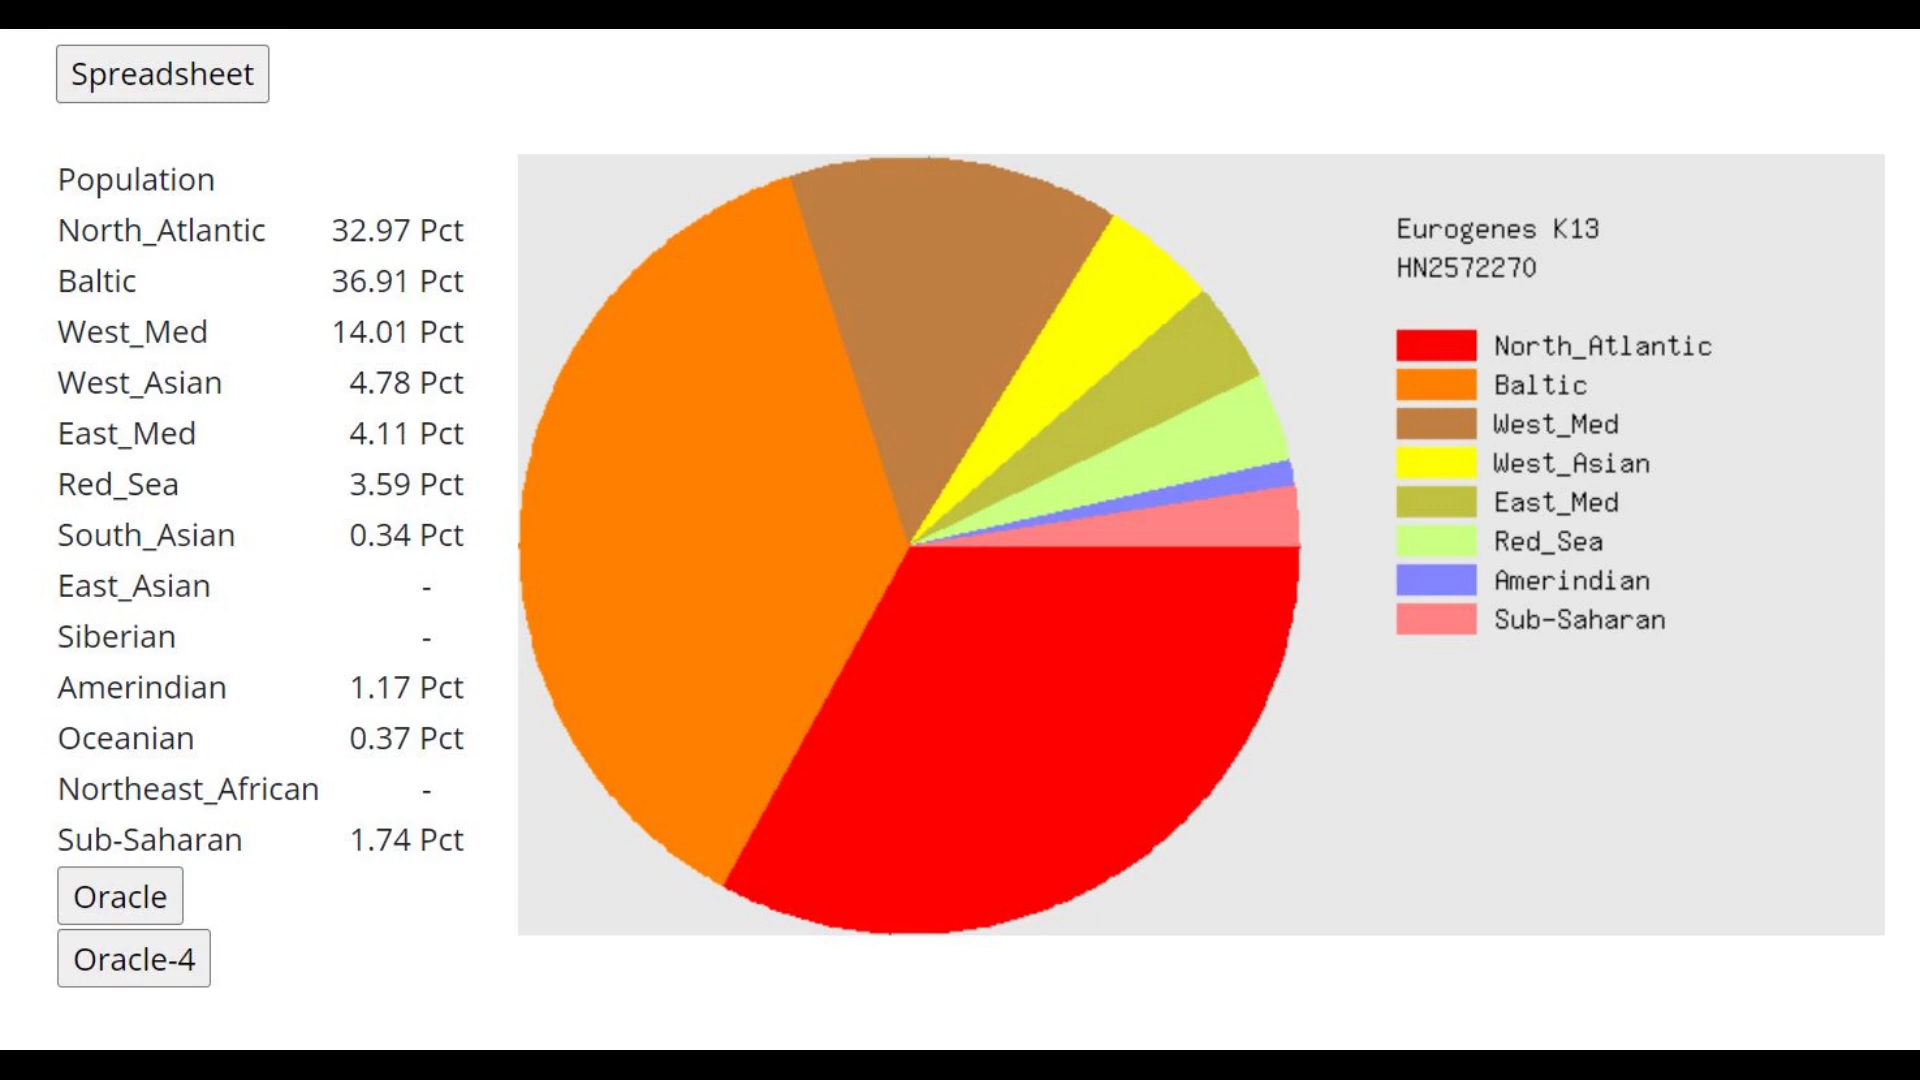 Spreadsheet
Population
North_Atlantic 32.97 Pct
Baltic 36.91 Pct
West_Med 14.01 Pct
West_Asian 4.78 Pct
East_Med 4.11 Pct
Red_Sea 3.59 Pct
South_Asian 0.34 Pct
East_Asian -
Siberian -
Amerindian 1.17 Pct
Oceanian 0.37 Pct
Northeast_African -
Sub-Saharan 1.74 Pct
Oracle
Oracle-4
Eurogenes K13
HN2572270
North_Atlantic
Baltic
West_Med
West_Asian
East_Med
Red_Sea
Amerindian
Sub-Saharan